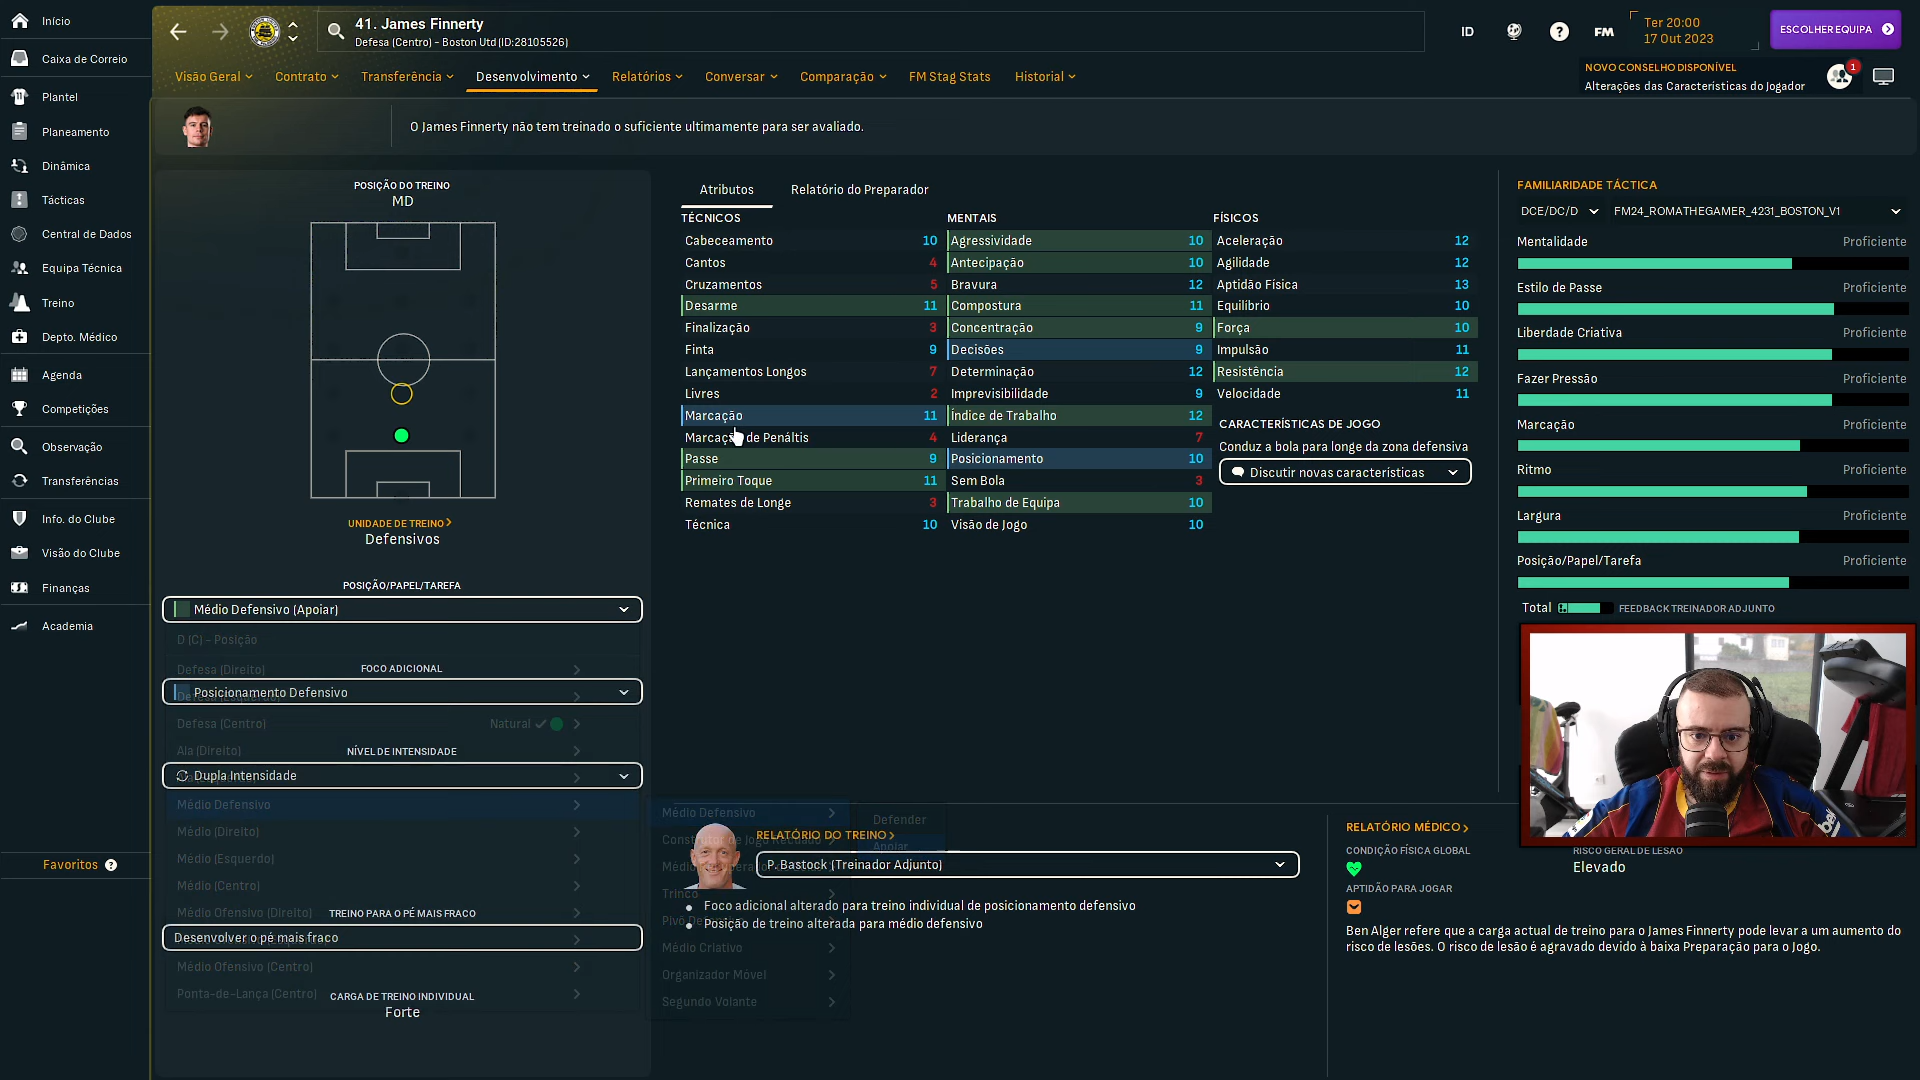 Início
Caixa de Correio
Plantel
Planeamento
Dinâmica
Tácticas
Central de Dados
Equipa Técnica
Treino
Depto. Médico
Agenda
Competições
Observação
Transferências
Info. do Clube
Visão do Clube
Finanças
Academia
Favoritos ?
41. James Finnerty
Defesa (Centro) - Boston Utd (ID:28105526)
ID
?
FM
Ter 20:00
17 Out 2023
ESCOLHER EQUIPA
Visão Geral
Contrato
Transferência
Desenvolvimento
Relatórios
Conversar
Comparação
FM Stag Stats
Historial
NOVO CONSELHO DISPONÍVEL
Alterações das Características do Jogador
1
O James Finnerty não tem treinado o suficiente ultimamente para ser avaliado.
POSIÇÃO DO TREINO
MD
UNIDADE DE TREINO
Defensivos
POSIÇÃO/PAPEL/TAREFA
Médio Defensivo (Apoiar)
D (C) - Posição
Defesa (Direito)
FOCO ADICIONAL
Posicionamento Defensivo
Defesa (Centro) Natural
Ala (Direito)
NÍVEL DE INTENSIDADE
Dupla Intensidade
Médio Defensivo
Médio (Direito)
Médio (Esquerdo)
Médio (Centro)
Médio Ofensivo (Direito)
TREINO PARA O PÉ MAIS FRACO
Desenvolver o pé mais fraco
Médio Ofensivo (Centro)
Ponta-de-Lança (Centro)
CARGA DE TREINO INDIVIDUAL
Forte
Atributos
Relatório do Preparador
TÉCNICOS
Cabeceamento 10
Cantos 4
Cruzamentos 5
Desarme 11
Finalização 3
Finta 9
Lançamentos Longos 7
Livres 2
Marcação 11
Marcação de Penáltis 4
Passe 9
Primeiro Toque 11
Remates de Longe 3
Técnica 10
MENTAIS
Agressividade 10
Antecipação 10
Bravura 12
Compostura 11
Concentração 9
Decisões 9
Determinação 12
Imprevisibilidade 9
Índice de Trabalho 12
Liderança 7
Posicionamento 10
Sem Bola 3
Trabalho de Equipa 10
Visão de Jogo 10
FÍSICOS
Aceleração 12
Agilidade 12
Aptidão Física 13
Equilíbrio 10
Força 10
Impulsão 11
Resistência 12
Velocidade 11
CARACTERÍSTICAS DE JOGO
Conduz a bola para longe da zona defensiva
Discutir novas características
FAMILIARIDADE TÁCTICA
DCE/DC/D
FM24_ROMATHEGAMER_4231_BOSTON_V1
Mentalidade Proficiente
Estilo de Passe Proficiente
Liberdade Criativa Proficiente
Fazer Pressão Proficiente
Marcação Proficiente
Ritmo Proficiente
Largura Proficiente
Posição/Papel/Tarefa Proficiente
Total
FEEDBACK TREINADOR ADJUNTO
Médio Defensivo
Defender
RELATÓRIO DO TREINO
Apoiar
P. Bastock (Treinador Adjunto)
Trinco
Foco adicional alterado para treino individual de posicionamento defensivo
Posição de treino alterada para médio defensivo
Médio Criativo
Organizador Móvel
Segundo Volante
RELATÓRIO MÉDICO
CONDIÇÃO FÍSICA GLOBAL
RISCO GERAL DE LESÃO
Elevado
APTIDÃO PARA JOGAR
Ben Alger refere que a carga actual de treino para o James Finnerty pode levar a um aumento do
risco de lesões. O risco de lesão é agravado devido à baixa Preparação para o Jogo.